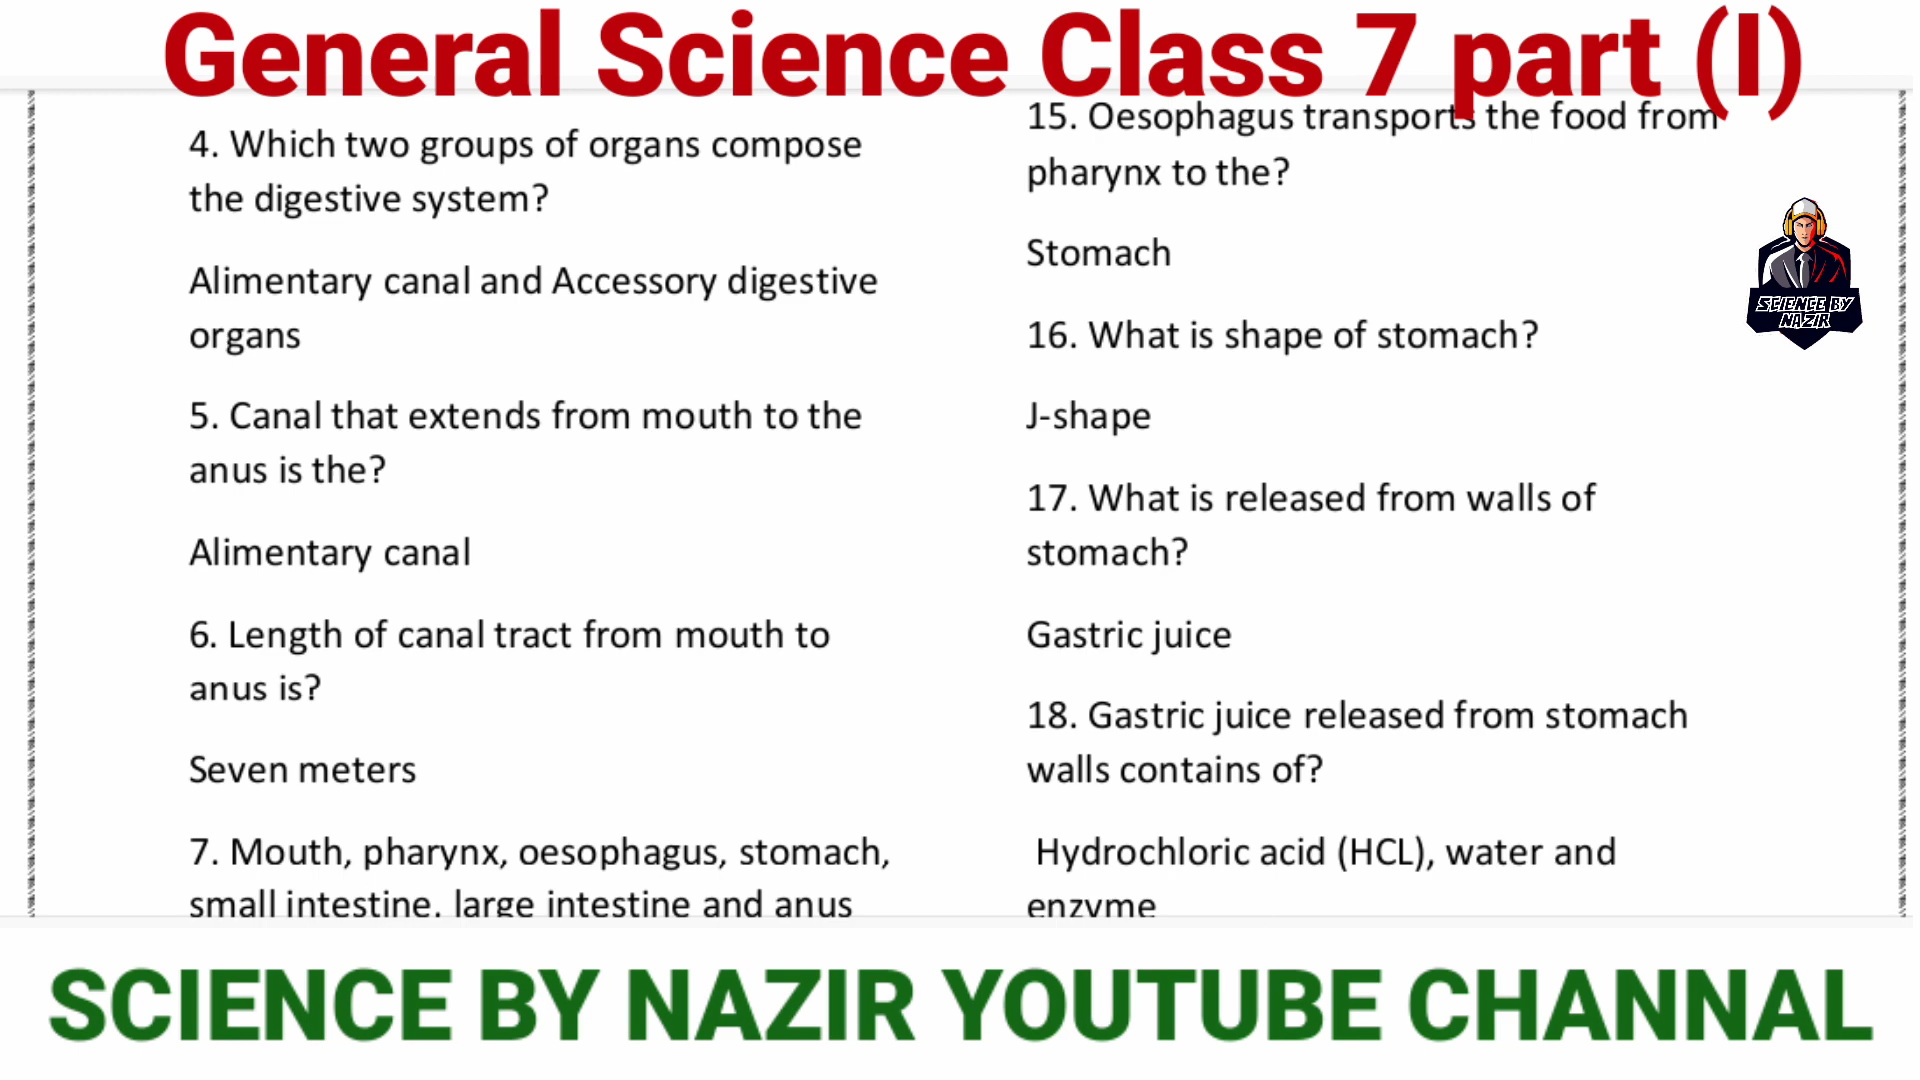 General Science Class 7 part (I)
4. Which two groups of organs compose
the digestive system?
Alimentary canal and Accessory digestive
organs
5. Canal that extends from mouth to the
anus is the?
Alimentary canal
6. Length of canal tract from mouth to
anus is?
Seven meters
7. Mouth, pharynx, oesophagus, stomach,
small intestine, large intestine and anus
15. Oesophagus transports the food from
pharynx to the?
Stomach
16. What is shape of stomach?
J-shape
17. What is released from walls of
stomach?
Gastric juice
18. Gastric juice released from stomach
walls contains of?
Hydrochloric acid (HCL), water and
enzyme
SCIENCE BY
NAZIR
SCIENCE BY NAZIR YOUTUBE CHANNAL